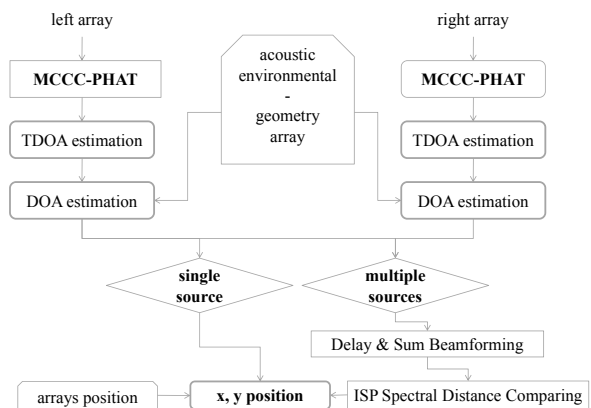 left array
right array
acoustic
environmental
-
geometry
array
MCCC-PHAT
MCCC-PHAT
TDOA estimation
TDOA estimation
DOA estimation
DOA estimation
single
source
multiple
sources
Delay & Sum Beamforming
arrays position
x, y position
ISP Spectral Distance Comparing